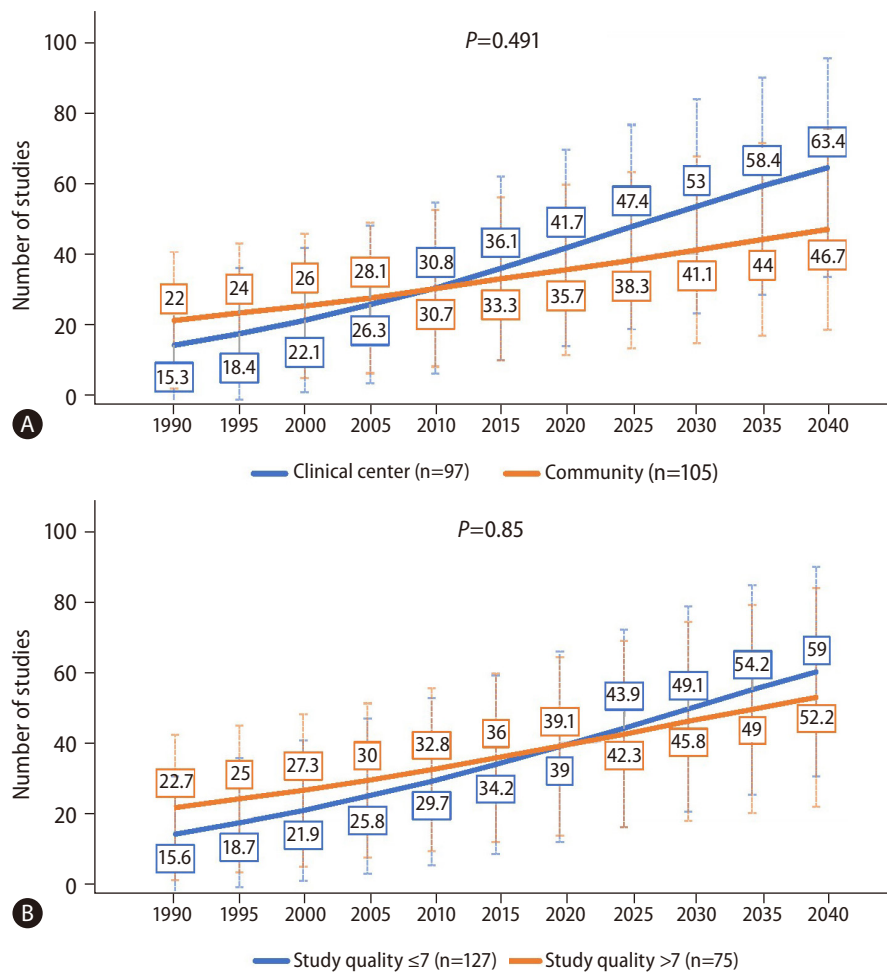 P=0.491
Number of studies
100
80
60
40
20
0
22 24 26 28.1 30.8 36.1 41.7 47.4 53 58.4 63.4
15.3 18.4 22.1 26.3 30.7 33.3 35.7 38.3 41.1 44 46.7
A
1990 1995 2000 2005 2010 2015 2020 2025 2030 2035 2040
Clinical center (n=97) Community (n=105)
P=0.85
Number of studies
100
80
60
40
20
0
22.7 25 27.3 30 32.8 36 39.1 43.9 49.1 54.2 59
15.6 18.7 21.9 25.8 29.7 34.2 39 42.3 45.8 49 52.2
B
1990 1995 2000 2005 2010 2015 2020 2025 2030 2035 2040
Study quality ≤7 (n=127) Study quality >7 (n=75)